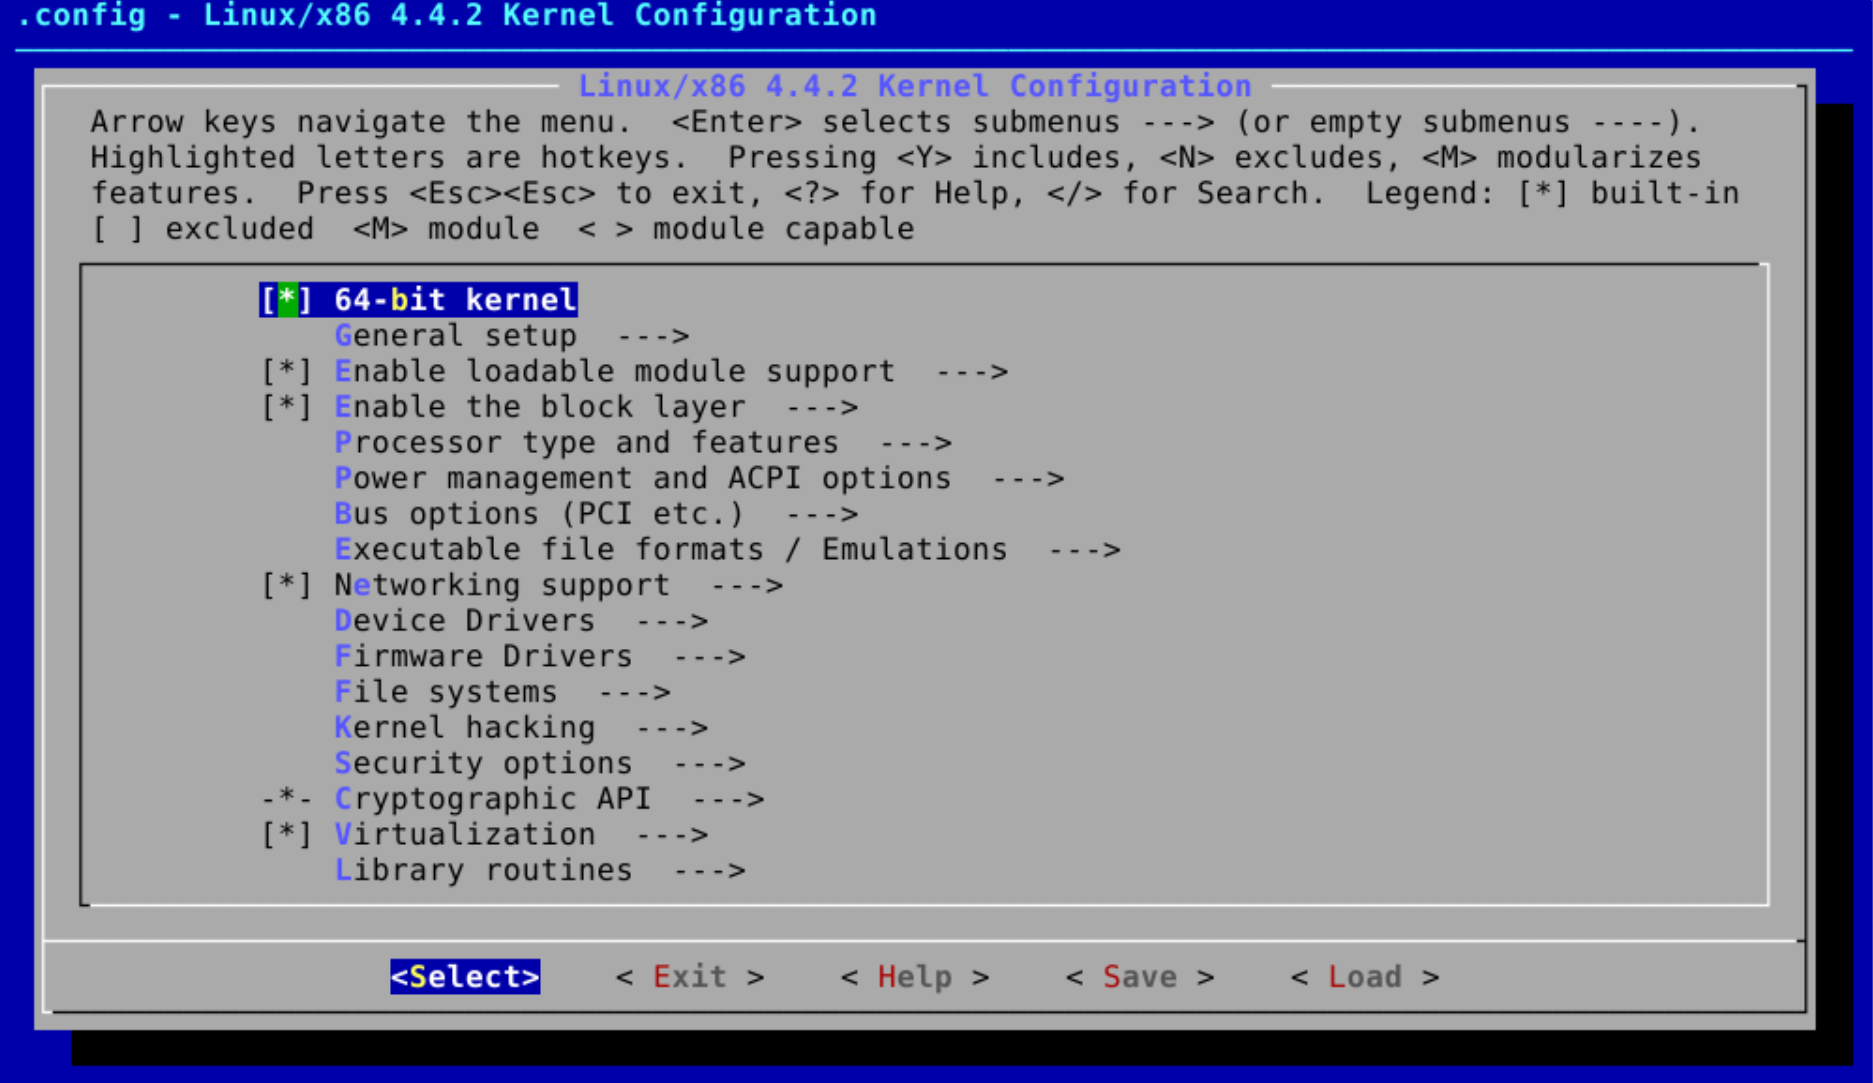 .config - Linux/x86 4.4.2 Kernel Configuration
Linux/x86 4.4.2 Kernel Configuration
Arrow keys navigate the menu.  <Enter> selects submenus ---> (or empty submenus ----).
Highlighted letters are hotkeys.  Pressing <Y> includes, <N> excludes, <M> modularizes
features.  Press <Esc><Esc> to exit, <?> for Help, </> for Search.  Legend: [*] built-in
[ ] excluded  <M> module  < > module capable
[*] 64-bit kernel
General setup  --->
[*] Enable loadable module support  --->
[*] Enable the block layer  --->
Processor type and features  --->
Power management and ACPI options  --->
Bus options (PCI etc.)  --->
Executable file formats / Emulations  --->
[*] Networking support  --->
Device Drivers  --->
Firmware Drivers  --->
File systems  --->
Kernel hacking  --->
Security options  --->
-*- Cryptographic API  --->
[*] Virtualization  --->
Library routines  --->
<Select>    < Exit >    < Help >    < Save >    < Load >